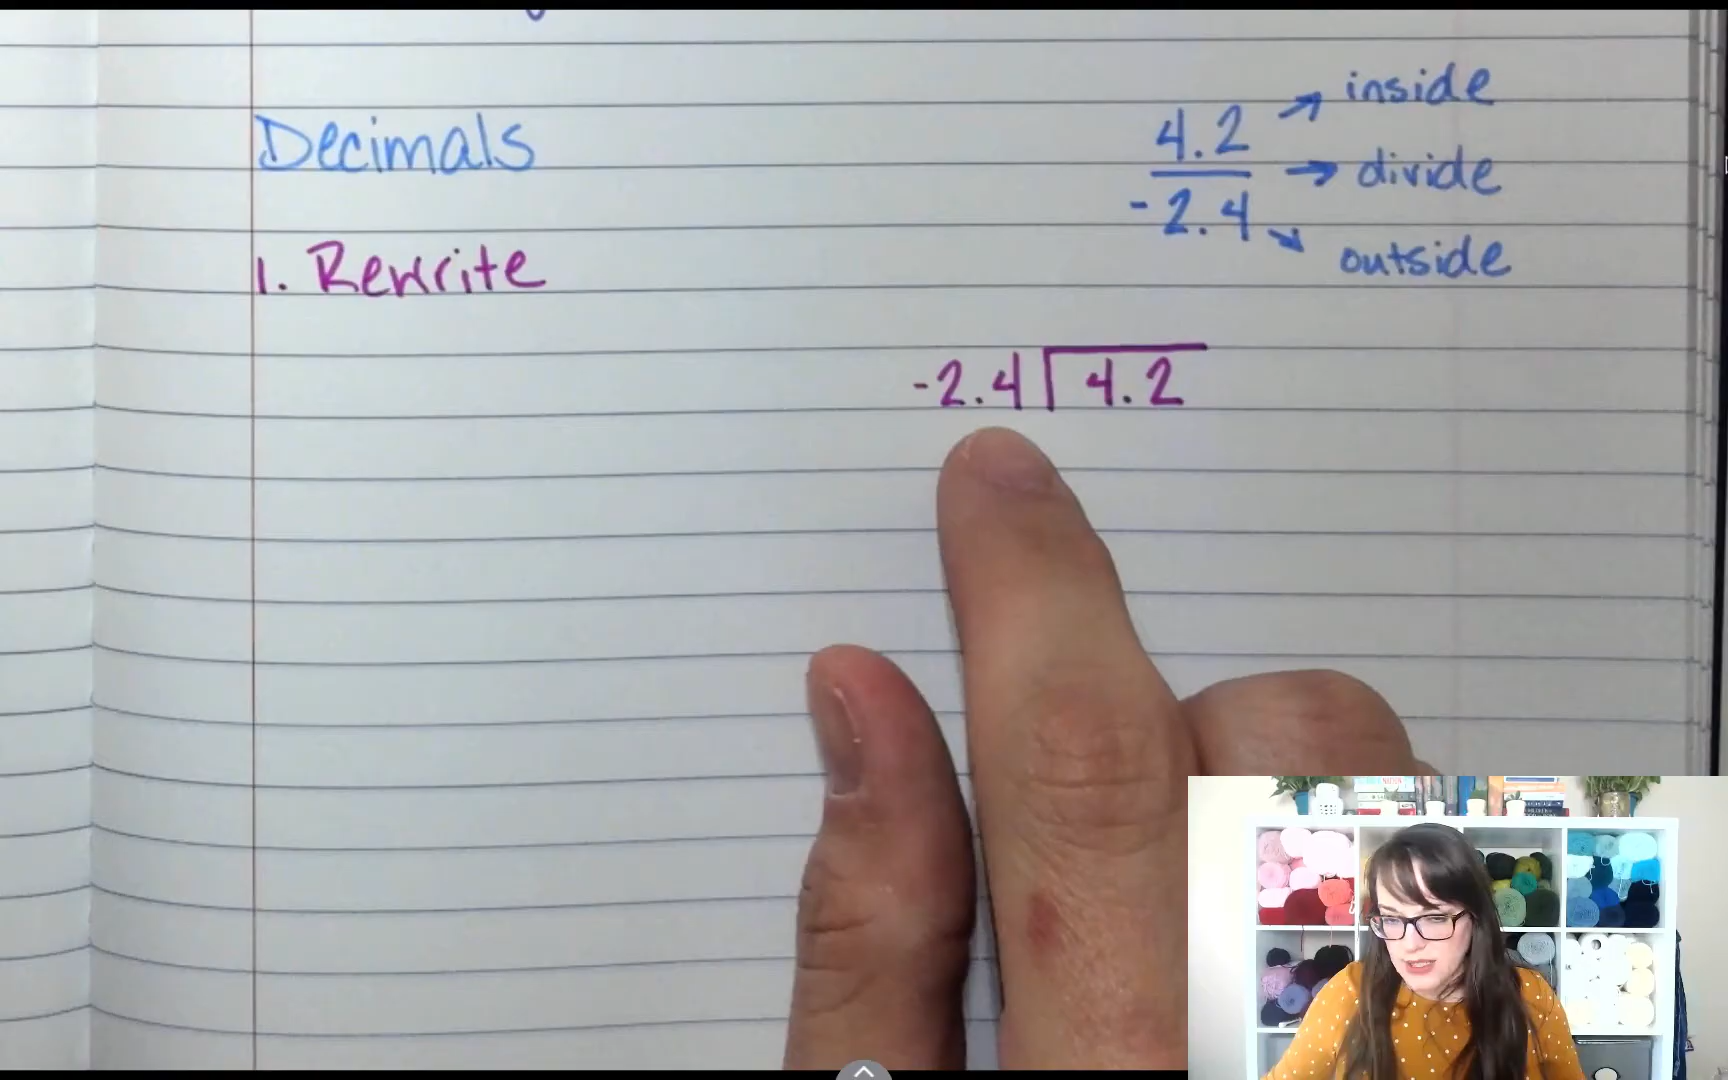 Decimals
1. Rewrite
4.2 → inside
→ divide
-2.4 → outside
-2.4 4.2